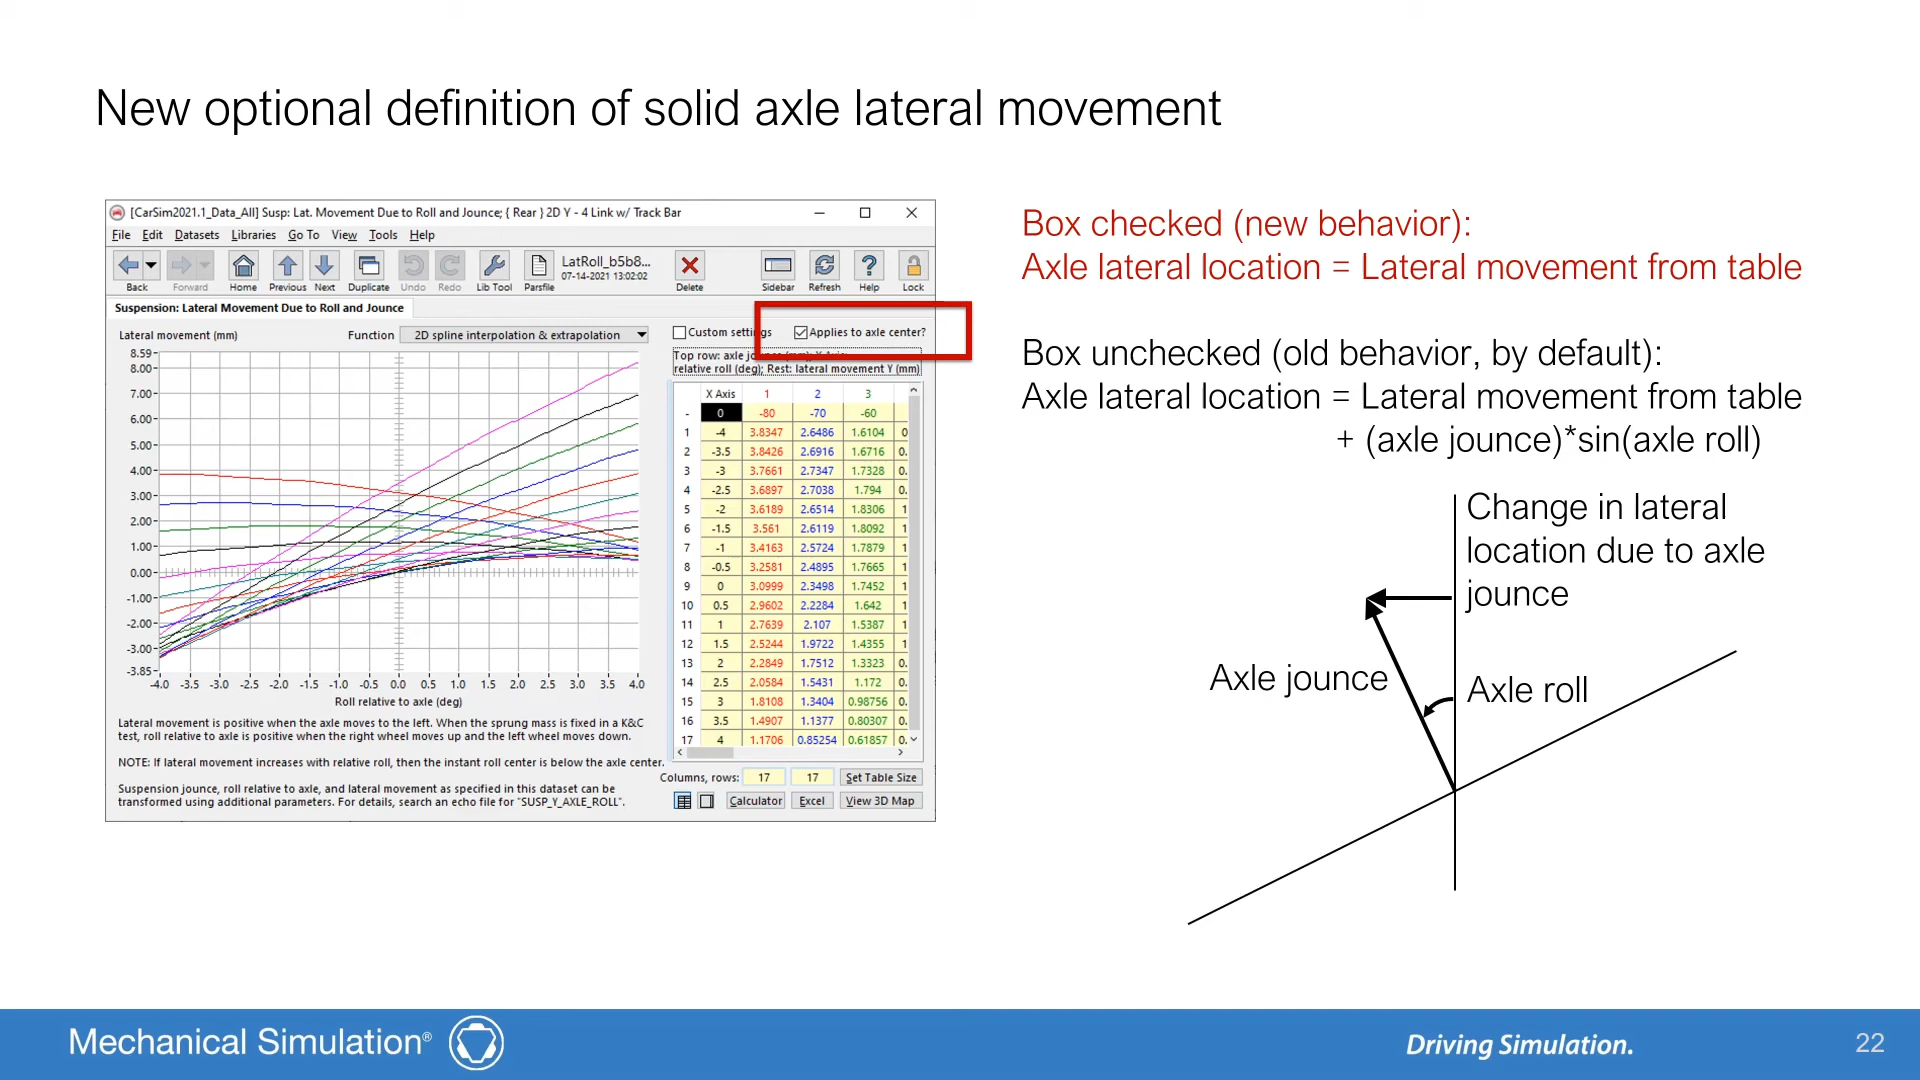 New optional definition of solid axle lateral movement
[CarSim2021.1_Data_All] Susp: Lat. Movement Due to Roll and Jounce; { Rear } 2D Y - 4 Link w/ Track Bar
File Edit Datasets Libraries Go To View Tools Help
LatRoll_b5b8...
07-14-2021 13:02:02
Back Forward Home Previous Next Duplicate Undo Redo Lib Tool Parsfile Delete Sidebar Refresh Help Lock
Suspension: Lateral Movement Due to Roll and Jounce
Lateral movement (mm) Function 2D spline interpolation & extrapolation
Custom settings Applies to axle center?
Top row: axle
relative roll (deg); Rest: lateral movement Y (mm)
8.59
8.00
7.00
6.00
5.00
4.00
3.00
2.00
1.00
0.00
-1.00
-2.00
-3.00
-3.85
-4.0 -3.5 -3.0 -2.5 -2.0 -1.5 -1.0 -0.5 0.0 0.5 1.0 1.5 2.0 2.5 3.0 3.5 4.0
Roll relative to axle (deg)
X Axis 1 2 3
- 0 -80 -70 -60
1 -4 3.8347 2.6486 1.6104 0
2 -3.5 3.8426 2.6916 1.6716 0.
3 -3 3.7661 2.7347 1.7328 0.
4 -2.5 3.6897 2.7038 1.794 0.
5 -2 3.6189 2.6514 1.8306 1
6 -1.5 3.561 2.6119 1.8092 1
7 -1 3.4163 2.5724 1.7879 1
8 -0.5 3.2581 2.4895 1.7665 1
9 0 3.0999 2.3498 1.7452 1
10 0.5 2.9602 2.2284 1.642 1
11 1 2.7639 2.107 1.5387 1
12 1.5 2.5244 1.9722 1.4355 1
13 2 2.2849 1.7512 1.3323 0.
14 2.5 2.0584 1.5431 1.172 0.
15 3 1.8108 1.3404 0.98756 0.
16 3.5 1.4907 1.1377 0.80307 0.
17 4 1.1706 0.85254 0.61857 0.
Lateral movement is positive when the axle moves to the left. When the sprung mass is fixed in a K&C
test, roll relative to axle is positive when the right wheel moves up and the left wheel moves down.
NOTE: If lateral movement increases with relative roll, then the instant roll center is below the axle center.
Suspension jounce, roll relative to axle, and lateral movement as specified in this dataset can be
transformed using additional parameters. For details, search an echo file for "SUSP_Y_AXLE_ROLL".
Columns, rows: 17 17 Set Table Size
Calculator Excel View 3D Map
Box checked (new behavior):
Axle lateral location = Lateral movement from table
Box unchecked (old behavior, by default):
Axle lateral location = Lateral movement from table
+ (axle jounce)*sin(axle roll)
Change in lateral
location due to axle
jounce
Axle jounce
Axle roll
Mechanical Simulation®
Driving Simulation.
22